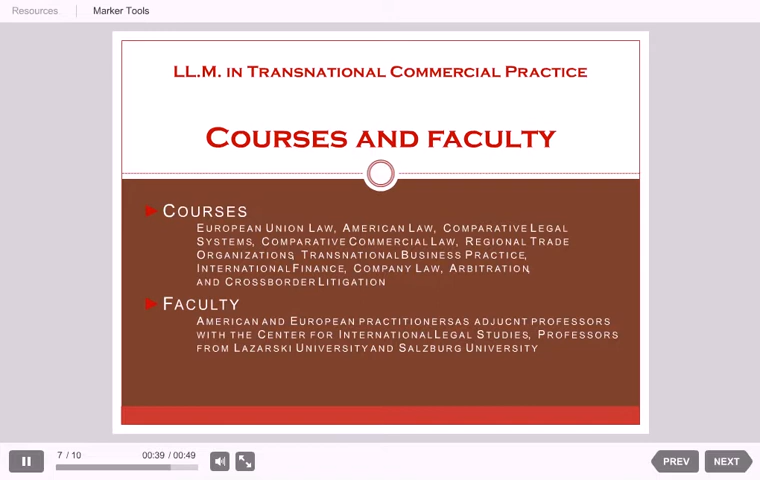 Resources Marker Tools
LL.M. in Transnational Commercial Practice
Courses and faculty
Courses
European Union Law, American Law, Comparative Legal
Systems, Comparative Commercial Law, Regional Trade
Organizations, Transnational Business Practice,
International Finance, Company Law, Arbitration,
and Crossborder Litigation
Faculty
American and European practitioners as adjucnt professors
with the Center for International Legal Studies, Professors
from Lazarski University and Salzburg University
7 / 10 00:39 / 00:49
PREV NEXT